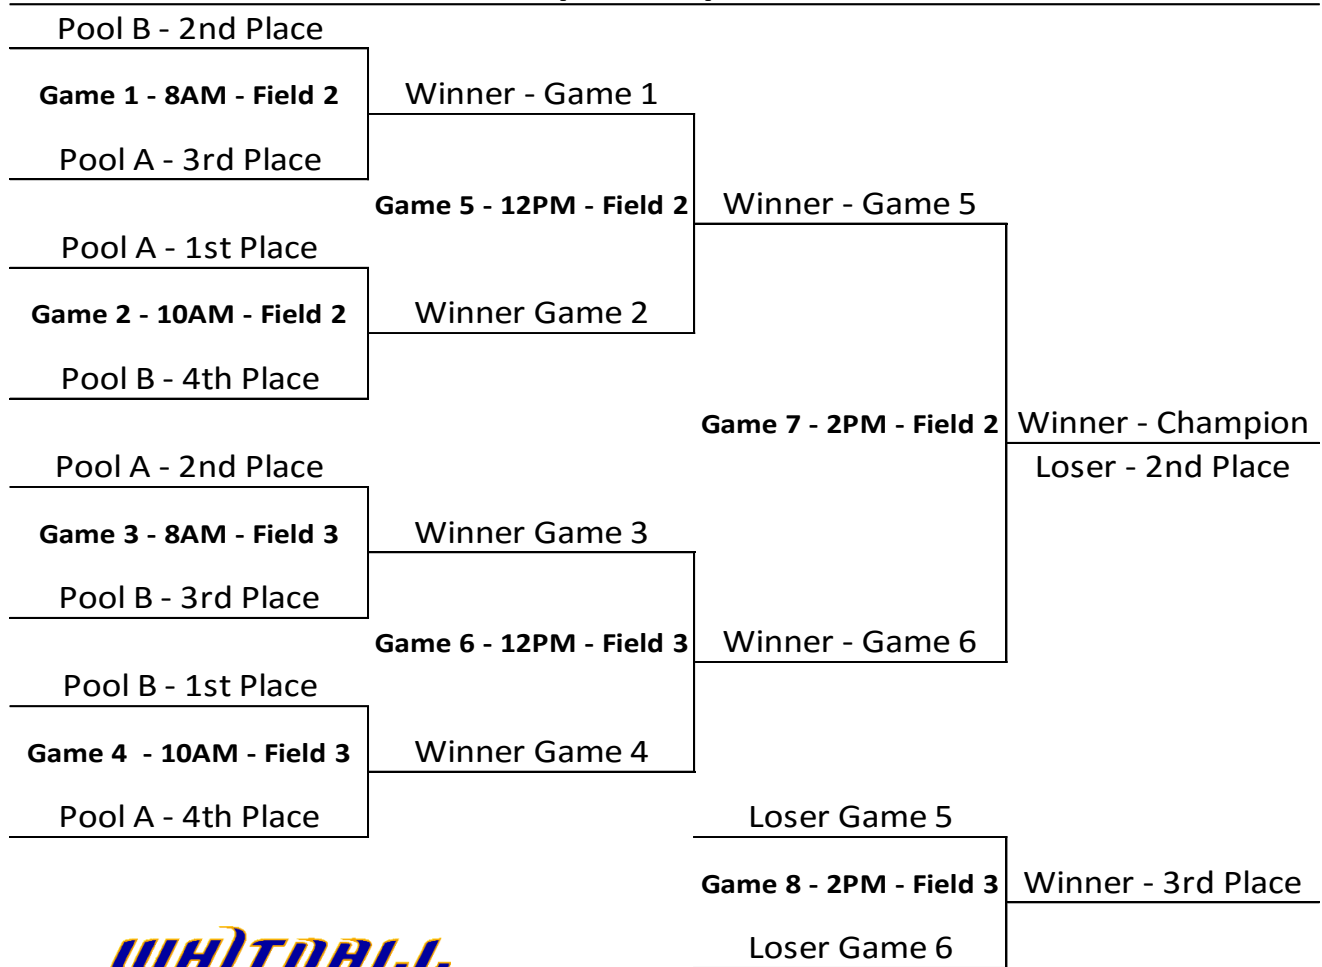 Pool B - 2nd Place
Game 1 - 8AM - Field 2
Winner - Game 1
Pool A - 3rd Place
Game 5 - 12PM - Field 2
Winner - Game 5
Pool A - 1st Place
Game 2 - 10AM - Field 2
Winner Game 2
Pool B - 4th Place
Game 7 - 2PM - Field 2
Winner - Champion
Pool A - 2nd Place
Loser - 2nd Place
Game 3 - 8AM - Field 3
Winner Game 3
Pool B - 3rd Place
Game 6 - 12PM - Field 3
Winner - Game 6
Pool B - 1st Place
Game 4  - 10AM - Field 3
Winner Game 4
Pool A - 4th Place
Loser Game 5
Game 8 - 2PM - Field 3
Winner - 3rd Place
WHITNALL
Loser Game 6